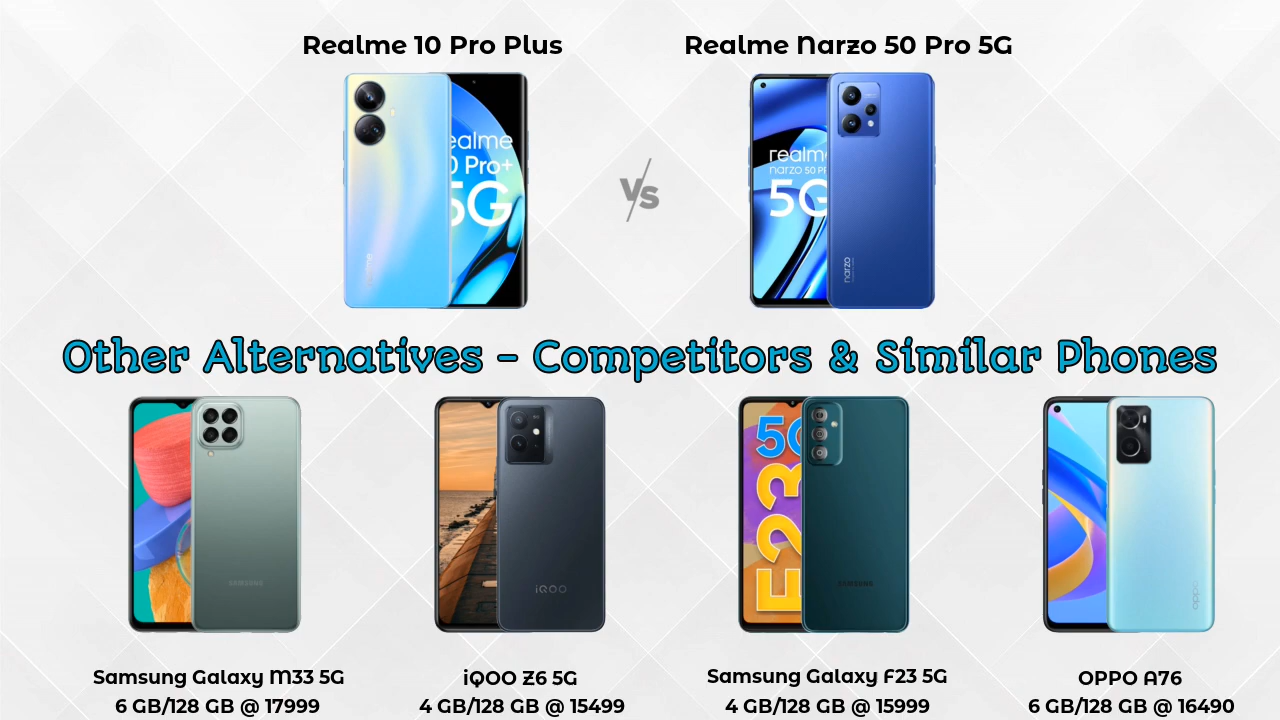 Realme 10 Pro Plus
Realme Narzo 50 Pro 5G
ealme
0 Pro+
5G
realme
narzo 50 PR
5G
narzo
Vs
Other Alternatives - Competitors & Similar Phones
5G
F23
SAMSUNG
iQOO
SAMSUNG
oppo
Samsung Galaxy M33 5G
6 GB/128 GB @ 17999
iQOO Z6 5G
4 GB/128 GB @ 15499
Samsung Galaxy F23 5G
4 GB/128 GB @ 15999
OPPO A76
6 GB/128 GB @ 16490